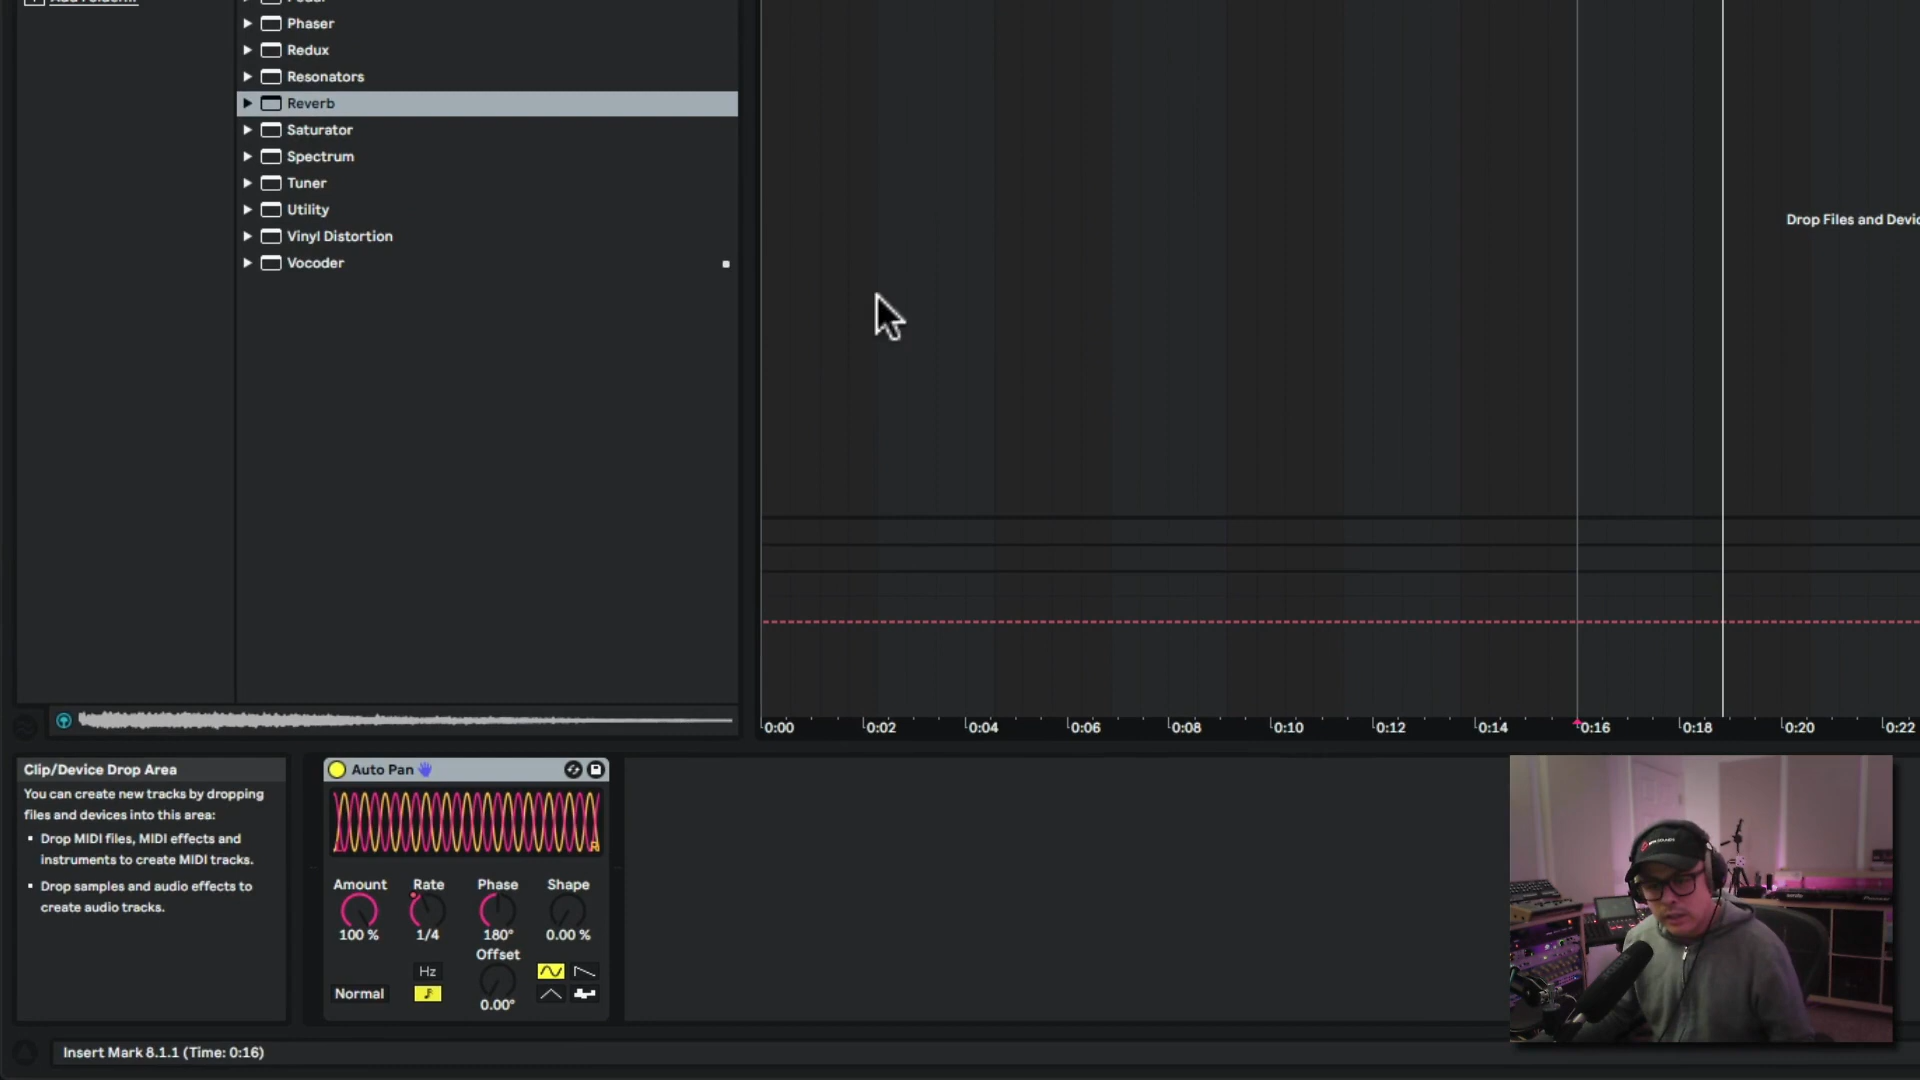 Add Folder...
Pedal
Phaser
Redux
Resonators
Reverb
Saturator
Spectrum
Tuner
Utility
Vinyl Distortion
Vocoder
Drop Files and Devic
0:00 0:02 0:04 0:06 0:08 0:10 0:12 0:14 0:16 0:18 0:20 0:22
Clip/Device Drop Area
You can create new tracks by dropping
files and devices into this area:
▪ Drop MIDI files, MIDI effects and
instruments to create MIDI tracks.
▪ Drop samples and audio effects to
create audio tracks.
Auto Pan
R
Amount Rate Phase Shape
100 % 1/4 180° 0.00 %
Offset
Hz
Normal
0.00°
Insert Mark 8.1.1 (Time: 0:16)